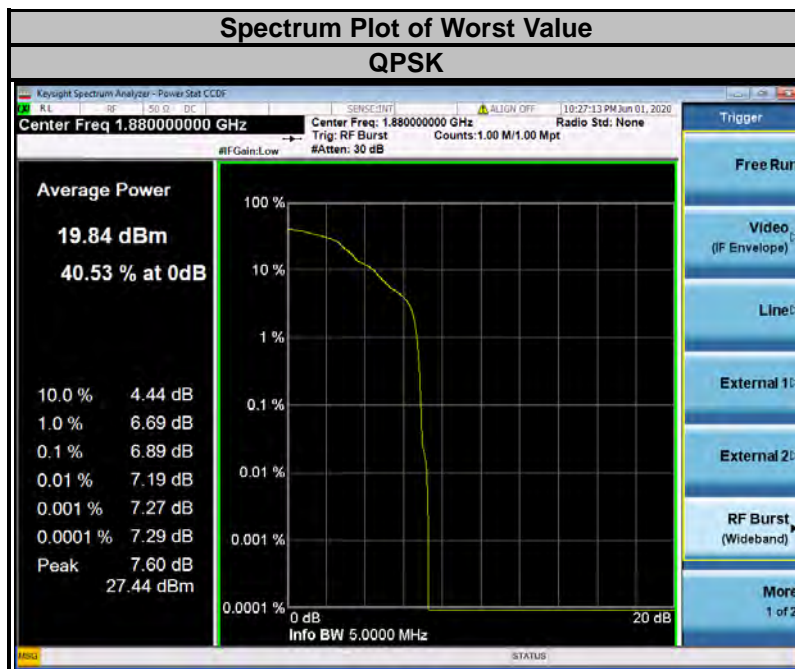 Spectrum Plot of Worst Value
QPSK
Keysight Spectrum Analyzer - Power Stat CCDF
RL RF 50 Ω DC SENSE:INT ALIGN OFF 10:27:13 PM Jun 01, 2020
Center Freq 1.880000000 GHz
Center Freq: 1.880000000 GHz Radio Std: None
Trig: RF Burst Counts:1.00 M/1.00 Mpt
#IFGain:Low #Atten: 30 dB
Average Power
19.84 dBm
40.53 % at 0dB
10.0 % 4.44 dB
1.0 % 6.69 dB
0.1 % 6.89 dB
0.01 % 7.19 dB
0.001 % 7.27 dB
0.0001 % 7.29 dB
Peak 7.60 dB
27.44 dBm
100 %
10 %
1 %
0.1 %
0.01 %
0.001 %
0.0001 %
0 dB 20 dB
Info BW 5.0000 MHz
Trigger
Free Run
Video
(IF Envelope)
Line
External 1
External 2
RF Burst
(Wideband)
More
1 of 2
MSG STATUS